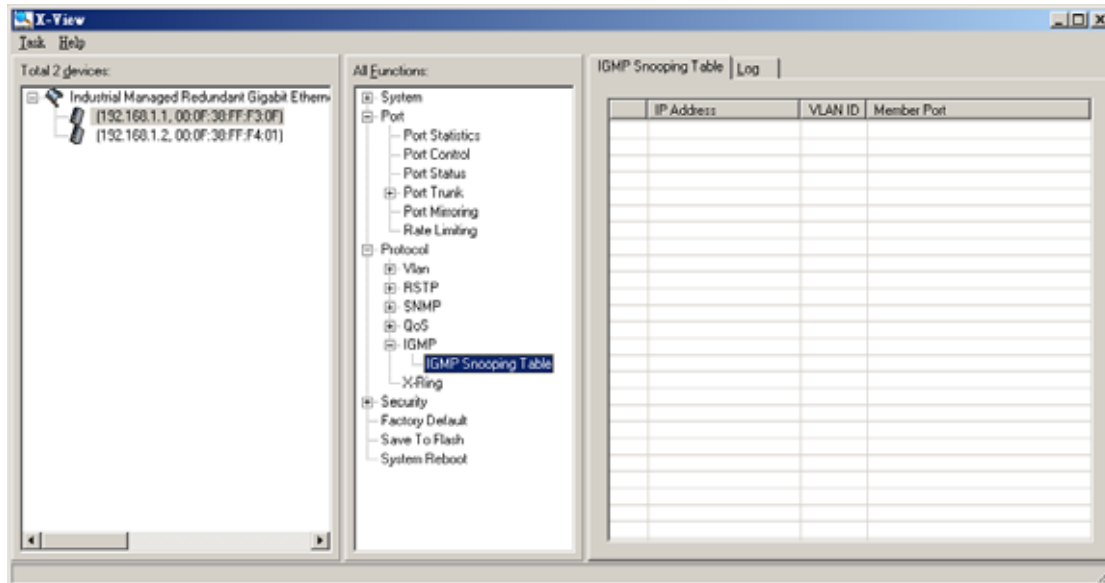 X-View
Task Help
Total 2 devices:
Industrial Managed Redundant Gigabit Ethern
(192.168.1.1, 00:0F:38:FF:F3:0F)
(192.168.1.2, 00:0F:38:FF:F4:01)
All Functions:
System
Port
Port Statistics
Port Control
Port Status
Port Trunk
Port Mirroring
Rate Limiting
Protocol
Vlan
RSTP
SNMP
QoS
IGMP
IGMP Snooping Table
X-Ring
Security
Factory Default
Save To Flash
System Reboot
IGMP Snooping Table Log
IP Address VLAN ID Member Port